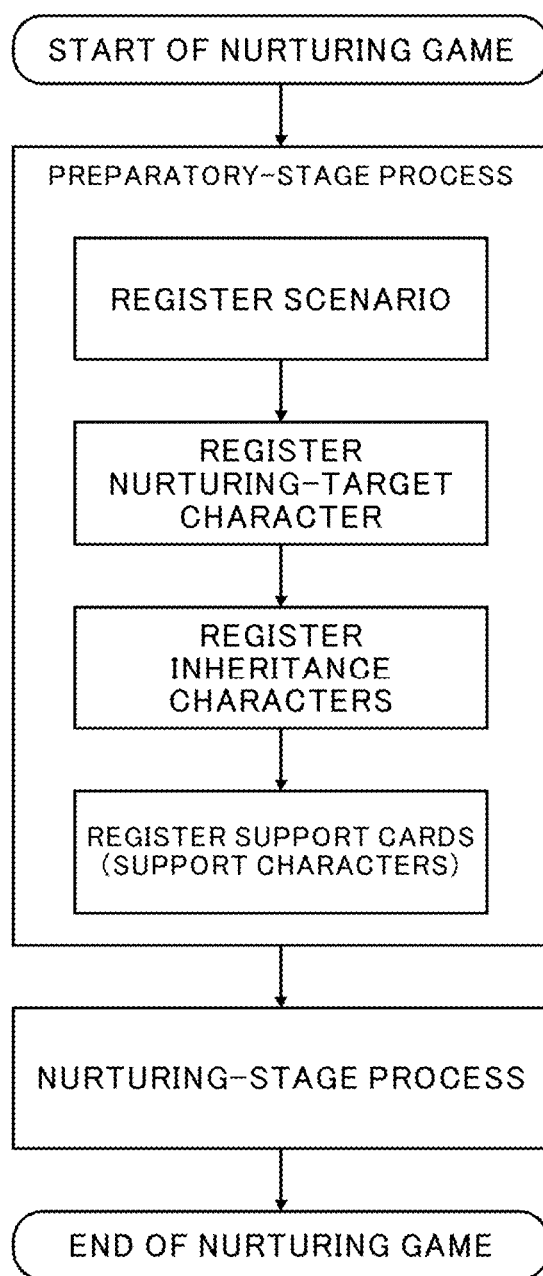 START OF NURTURING GAME
PREPARATORY-STAGE PROCESS
REGISTER SCENARIO
REGISTER
NURTURING-TARGET
CHARACTER
REGISTER
INHERITANCE
CHARACTERS
REGISTER SUPPORT CARDS
(SUPPORT CHARACTERS)
NURTURING-STAGE PROCESS
END OF NURTURING GAME